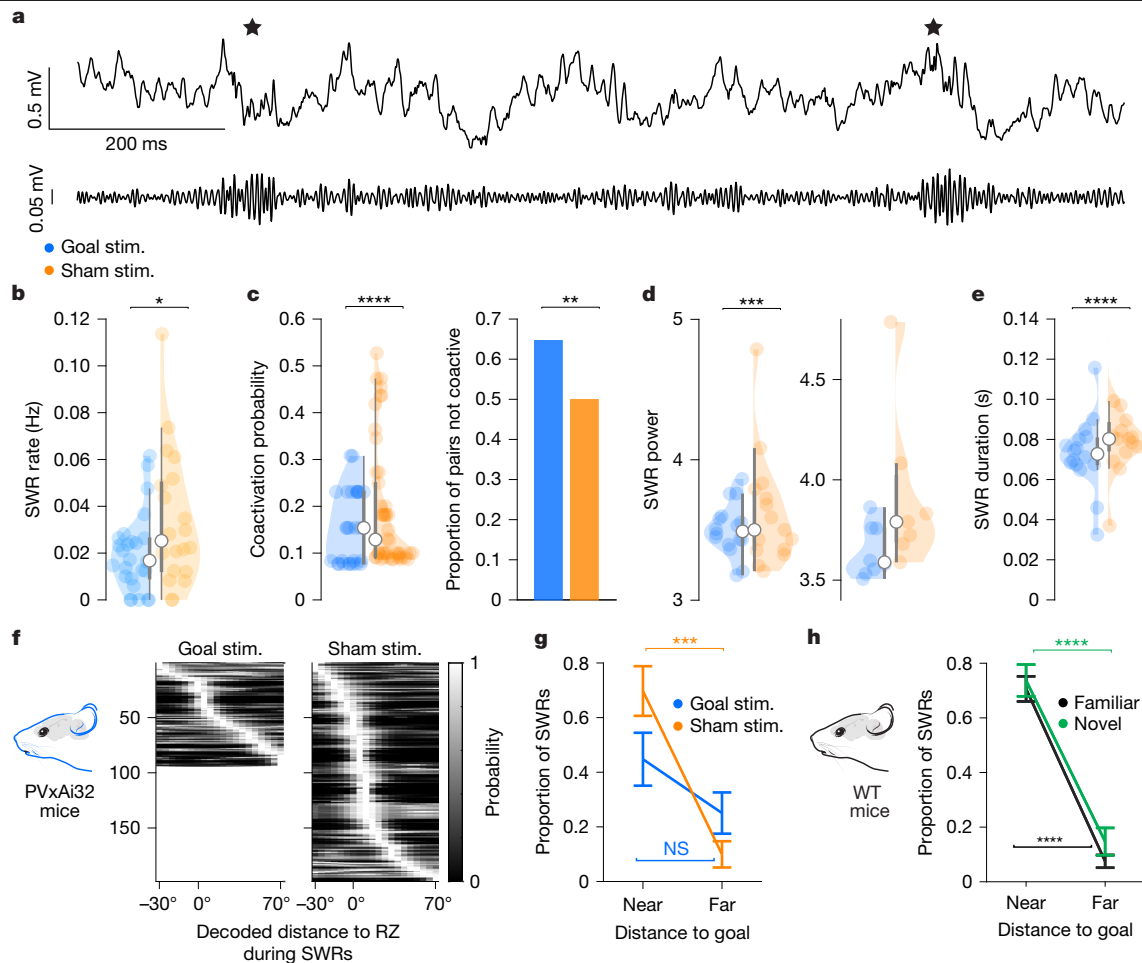 a
0.5 mV
200 ms
0.05 mV
Goal stim.
Sham stim.
b
*
SWR rate (Hz)
0.12
0.10
0.08
0.06
0.04
0.02
0
c
****
Coactivation probability
0.6
0.5
0.4
0.3
0.2
0.1
0
**
Proportion of pairs not coactive
0.7
0.6
0.5
0.4
0.3
0.2
0.1
0
d
***
SWR power
5
4
3
4.5
4.0
3.5
e
****
SWR duration (s)
0.14
0.12
0.10
0.08
0.06
0.04
0.02
0
f
Goal stim.
Sham stim.
PVxAi32
mice
50
100
150
1
0
Probability
–30°
0°
70°
–30°
0°
70°
Decoded distance to RZ
during SWRs
g
***
Proportion of SWRs
0.8
0.6
0.4
0.2
0
Goal stim.
Sham stim.
NS
Near
Far
Distance to goal
h
****
WT
mice
Proportion of SWRs
0.8
0.6
0.4
0.2
0
Familiar
Novel
****
Near
Far
Distance to goal